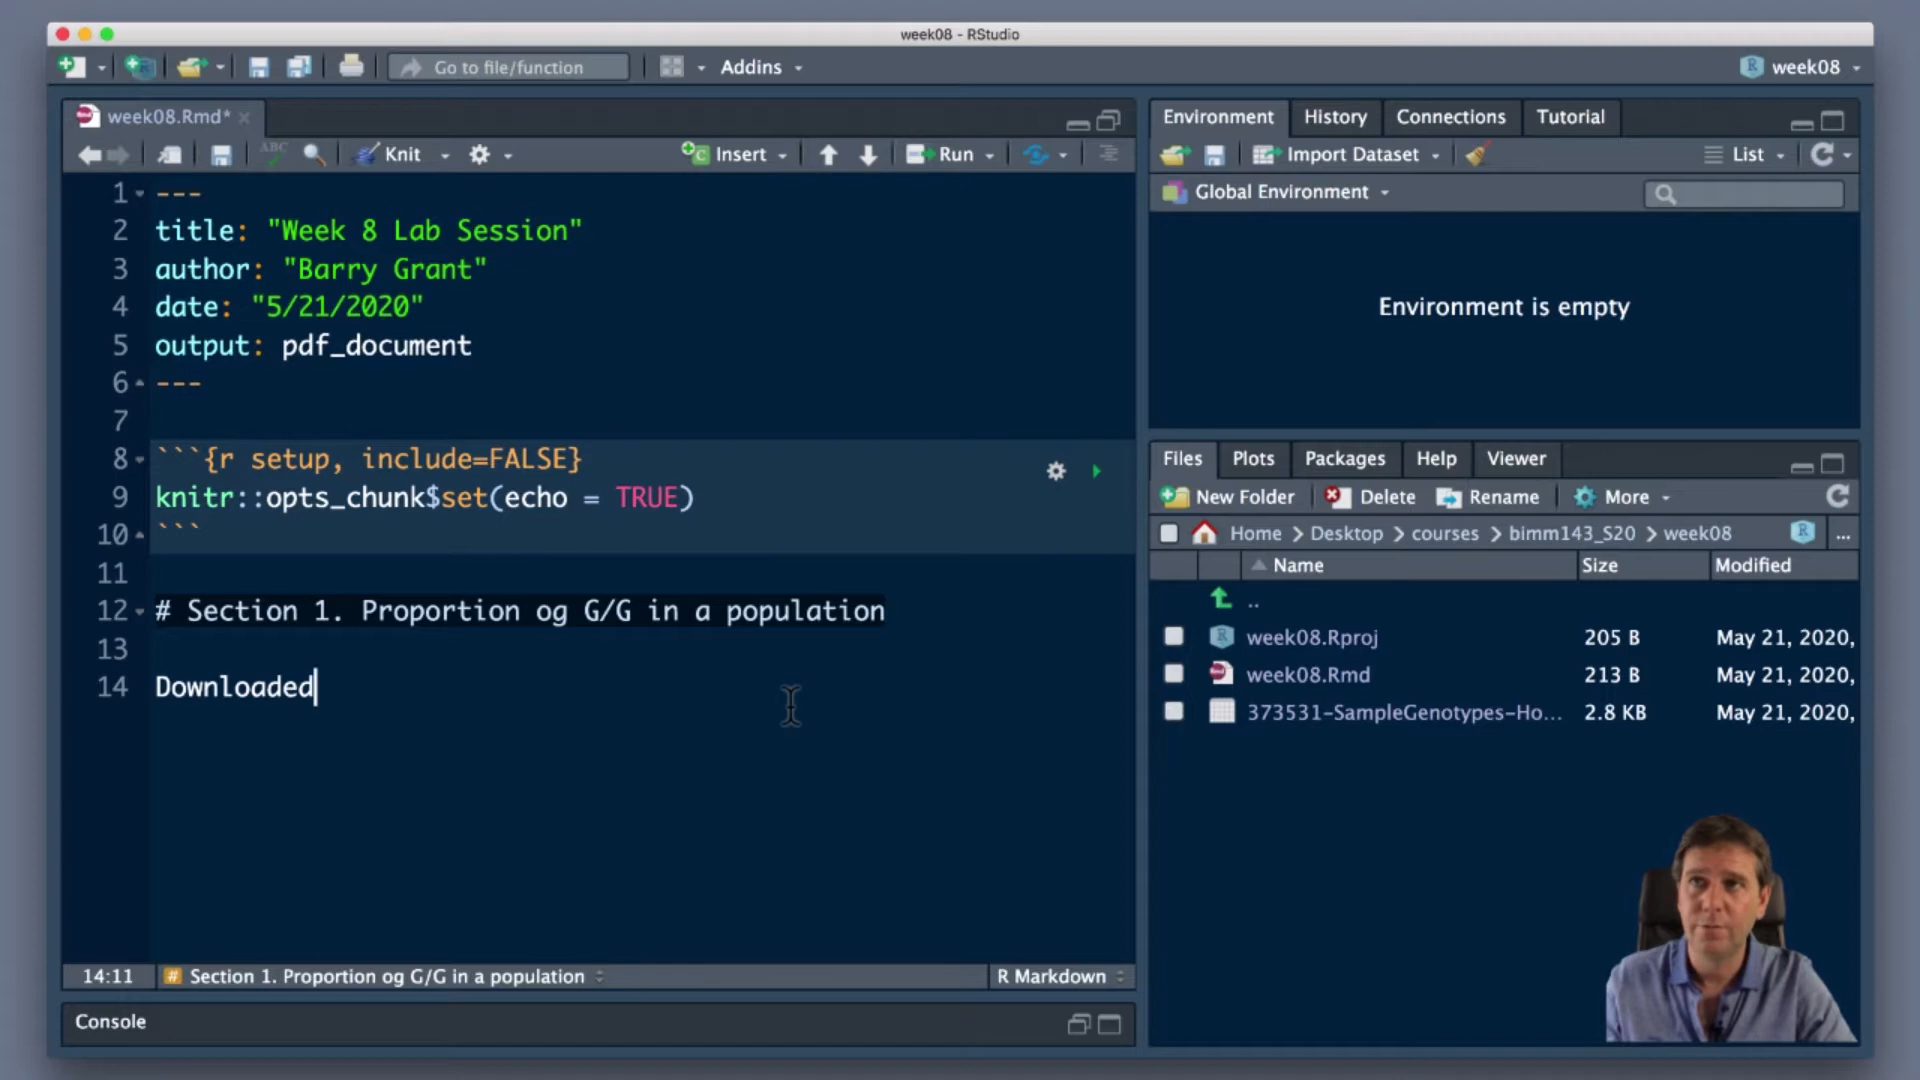 week08 - RStudio
Go to file/function
Addins
week08
week08.Rmd*
ABC
Knit
Insert
Run
1 ---
2 title: "Week 8 Lab Session"
3 author: "Barry Grant"
4 date: "5/21/2020"
5 output: pdf_document
6 ---
7
8 ```{r setup, include=FALSE}
9 knitr::opts_chunk$set(echo = TRUE)
10 ```
11
12 # Section 1. Proportion og G/G in a population
13
14 Downloaded
14:11 # Section 1. Proportion og G/G in a population R Markdown
Console
Environment History Connections Tutorial
Import Dataset List
Global Environment
Environment is empty
Files Plots Packages Help Viewer
New Folder Delete Rename More
Home > Desktop > courses > bimm143_S20 > week08 R ...
Name Size Modified
..
week08.Rproj 205 B May 21, 2020,
week08.Rmd 213 B May 21, 2020,
373531-SampleGenotypes-Ho... 2.8 KB May 21, 2020,